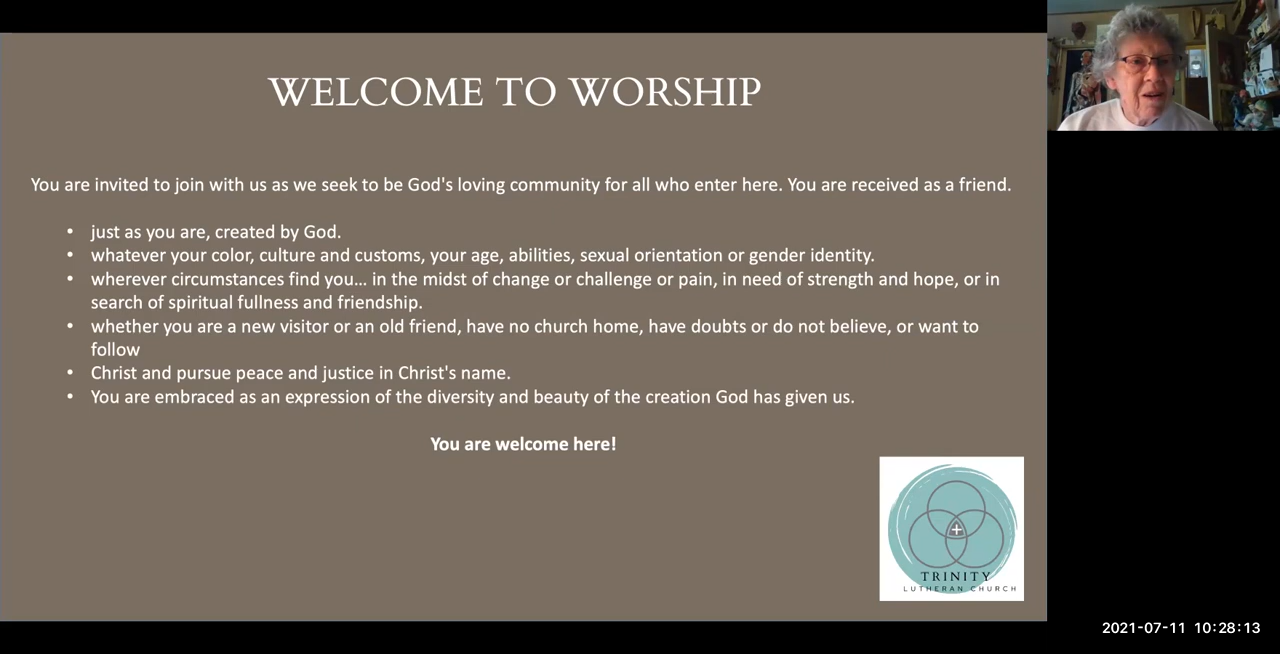 WELCOME TO WORSHIP
You are invited to join with us as we seek to be God's loving community for all who enter here. You are received as a friend.
• just as you are, created by God.
• whatever your color, culture and customs, your age, abilities, sexual orientation or gender identity.
• wherever circumstances find you... in the midst of change or challenge or pain, in need of strength and hope, or in
search of spiritual fullness and friendship.
• whether you are a new visitor or an old friend, have no church home, have doubts or do not believe, or want to
follow
• Christ and pursue peace and justice in Christ's name.
• You are embraced as an expression of the diversity and beauty of the creation God has given us.
You are welcome here!
TRINITY
LUTHERAN CHURCH
2021-07-11 10:28:13